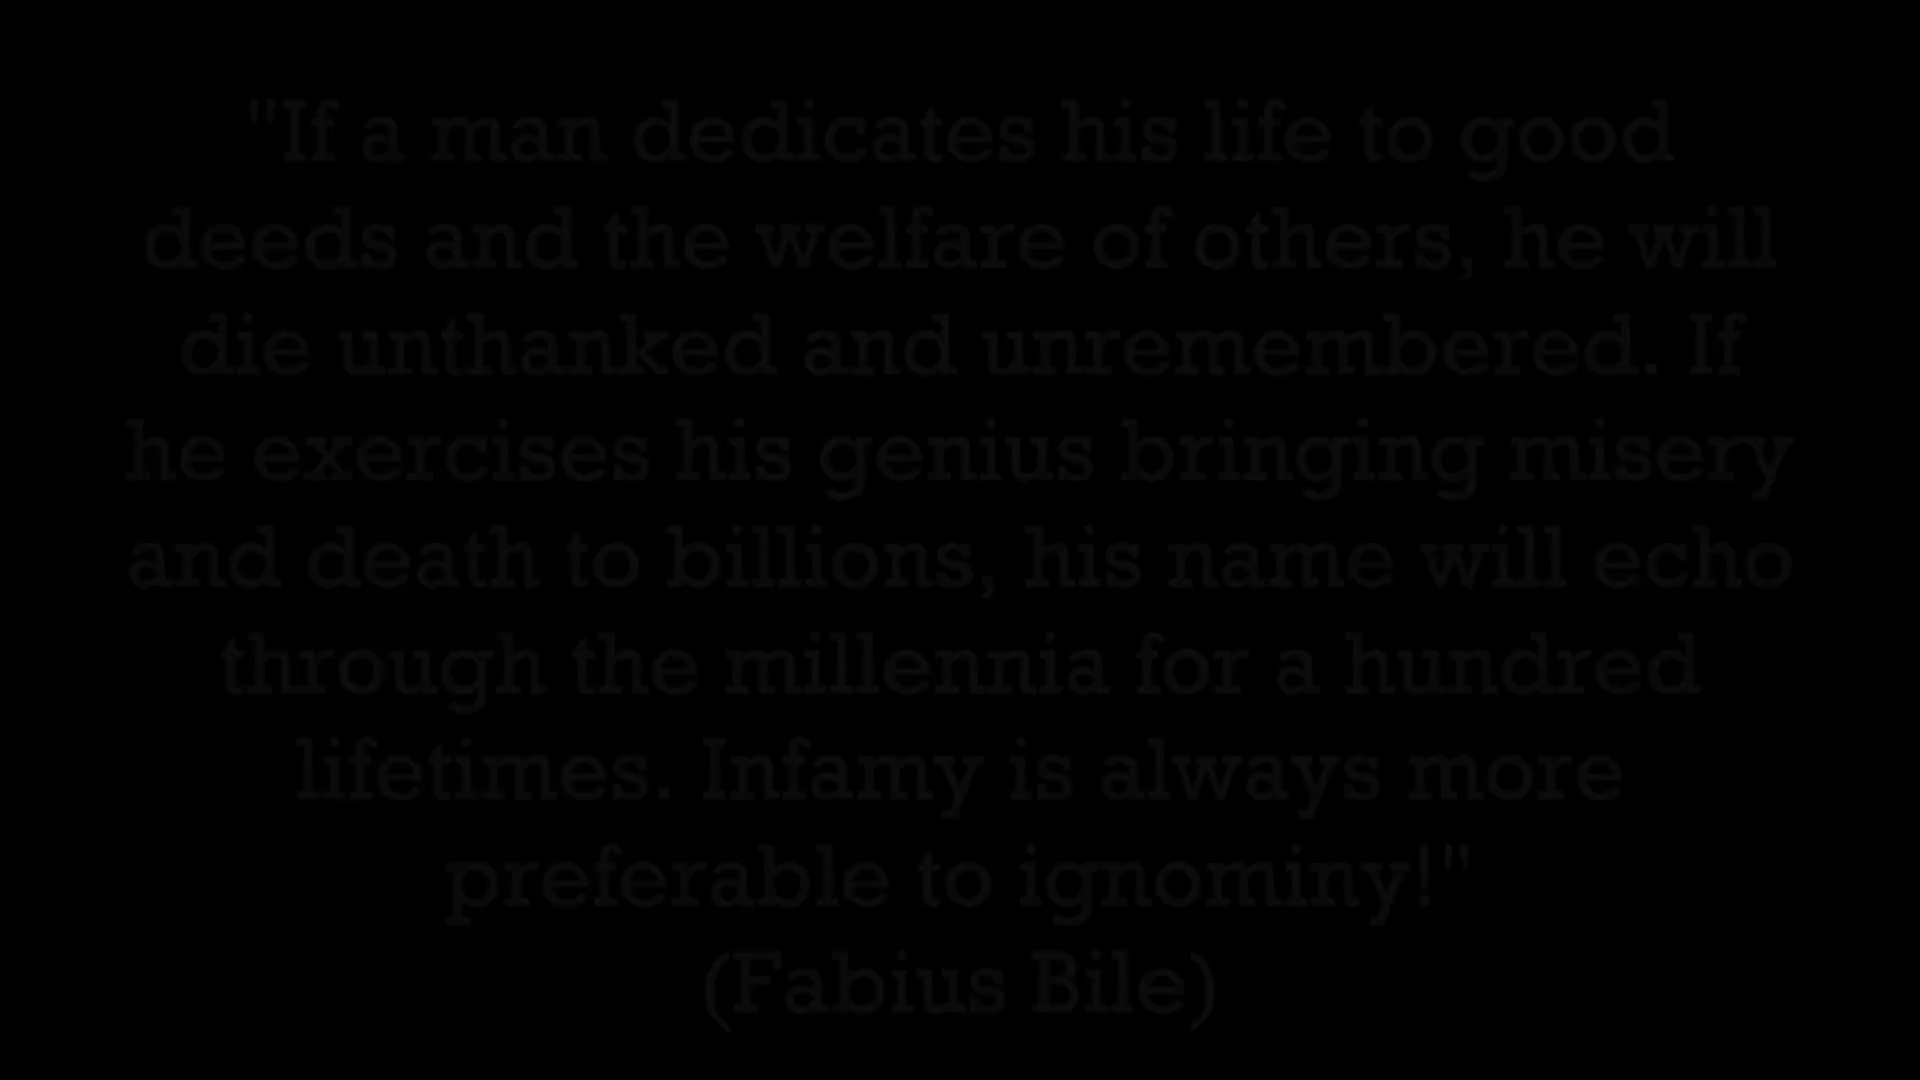 "If a man dedicates his life to good
deeds and the welfare of others, he will
die unthanked and unremembered. If
he exercises his genius bringing misery
and death to billions, his name will echo
through the millennia for a hundred
lifetimes. Infamy is always more
preferable to ignominy!"
(Fabius Bile)